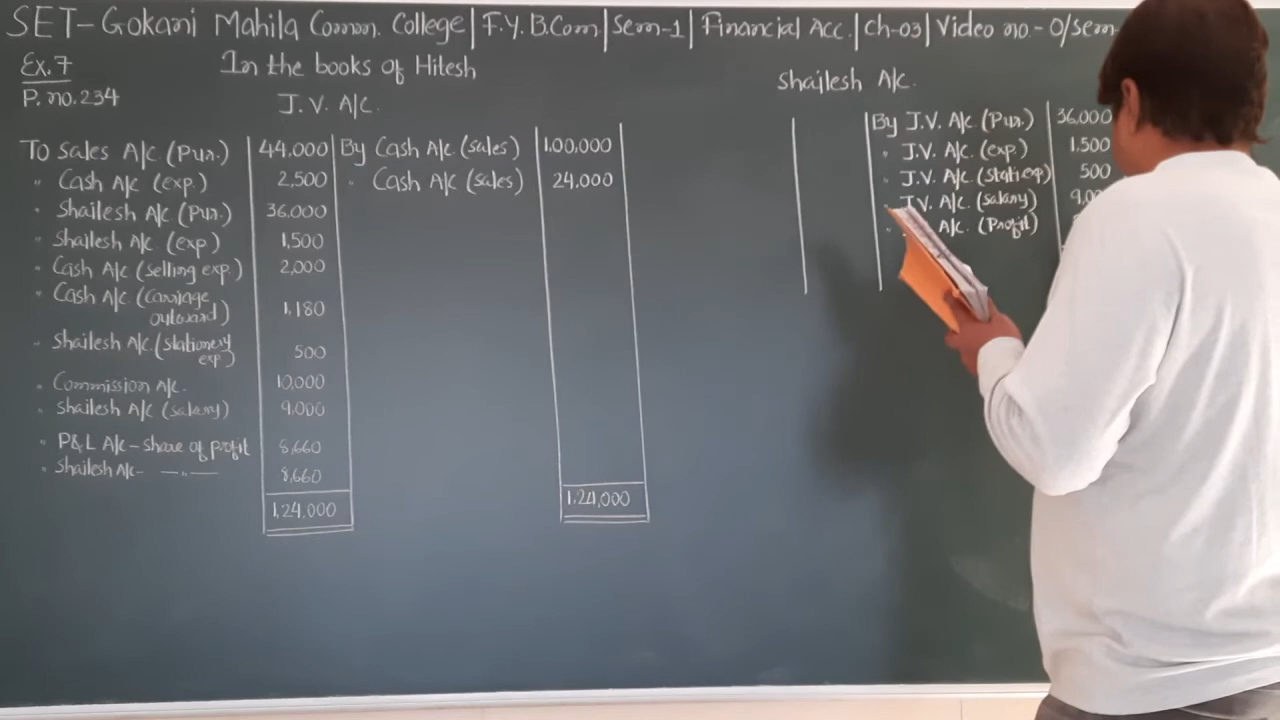 SET-Gokani Mahila Comm. College | F.Y.B.Com | Sem-1 | Financial Acc. | Ch-03 | Video no - 0/sem-
Ex.7
P. no. 234
In the books of Hitesh
J.V. A/c.
To Sales A/c (Pur.) 44,000 By Cash A/c (sales) 1,00,000
" Cash A/c (exp.) 2,500 " Cash A/c (sales) 24,000
" Shailesh A/c (Pur.) 36,000
" Shailesh A/c (exp) 1,500
" Cash A/c (selling exp.) 2,000
" Cash A/c (carriage
outward) 1,180
" Shailesh A/c. (stationery
exp) 500
" Commission A/c. 10,000
" Shailesh A/c (salary) 9,000
" P&L A/c - share of profit 8,660
" Shailesh A/c - —"— 8,660
1,24,000 1,24,000
Shailesh A/c.
By J.V. A/c (Pur.) 36,000
" J.V. A/c. (exp.) 1,500
" J.V. A/c. (stati exp) 500
" J.V. A/c. (salary) 9,00
" A/c. (Profit)